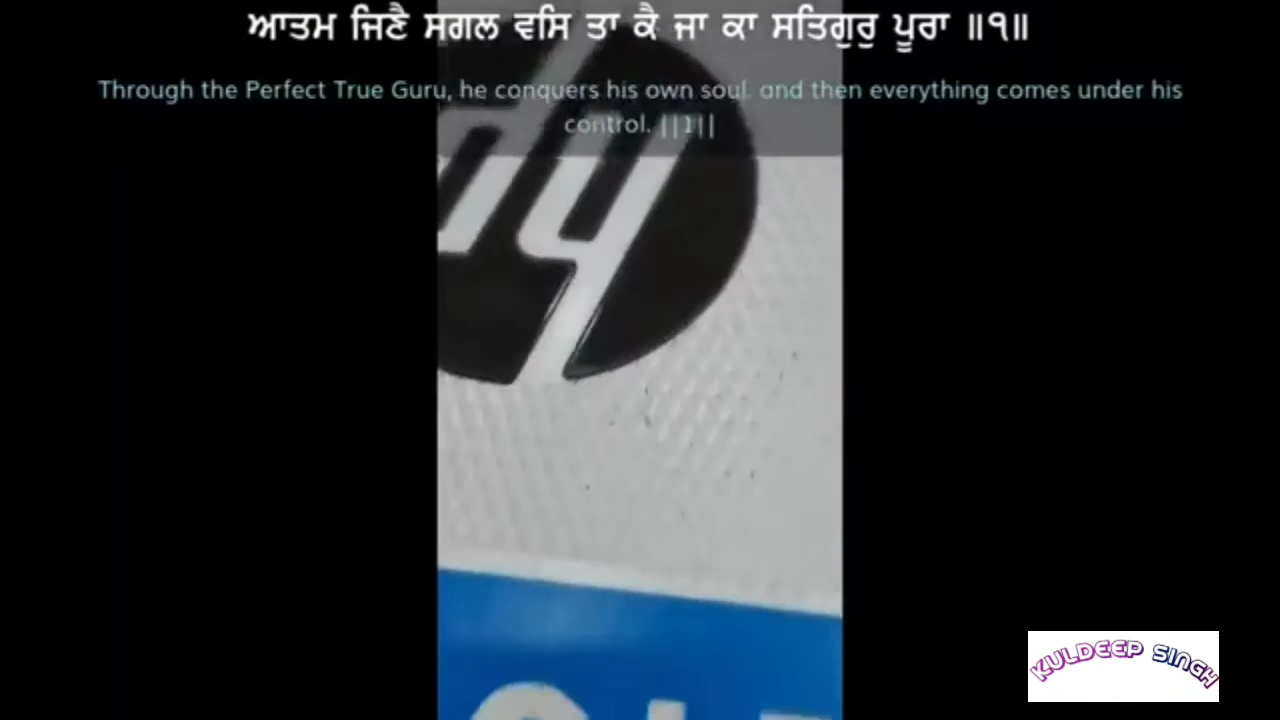 ਆਤਮ ਜਿਣੈ ਸਗਲ ਵਸਿ ਤਾ ਕੈ ਜਾ ਕਾ ਸਤਿਗੁਰੁ ਪੂਰਾ ॥੧॥
Through the Perfect True Guru, he conquers his own soul, and then everything comes under his
control. ||1||
hp
KULDEEP SINGH